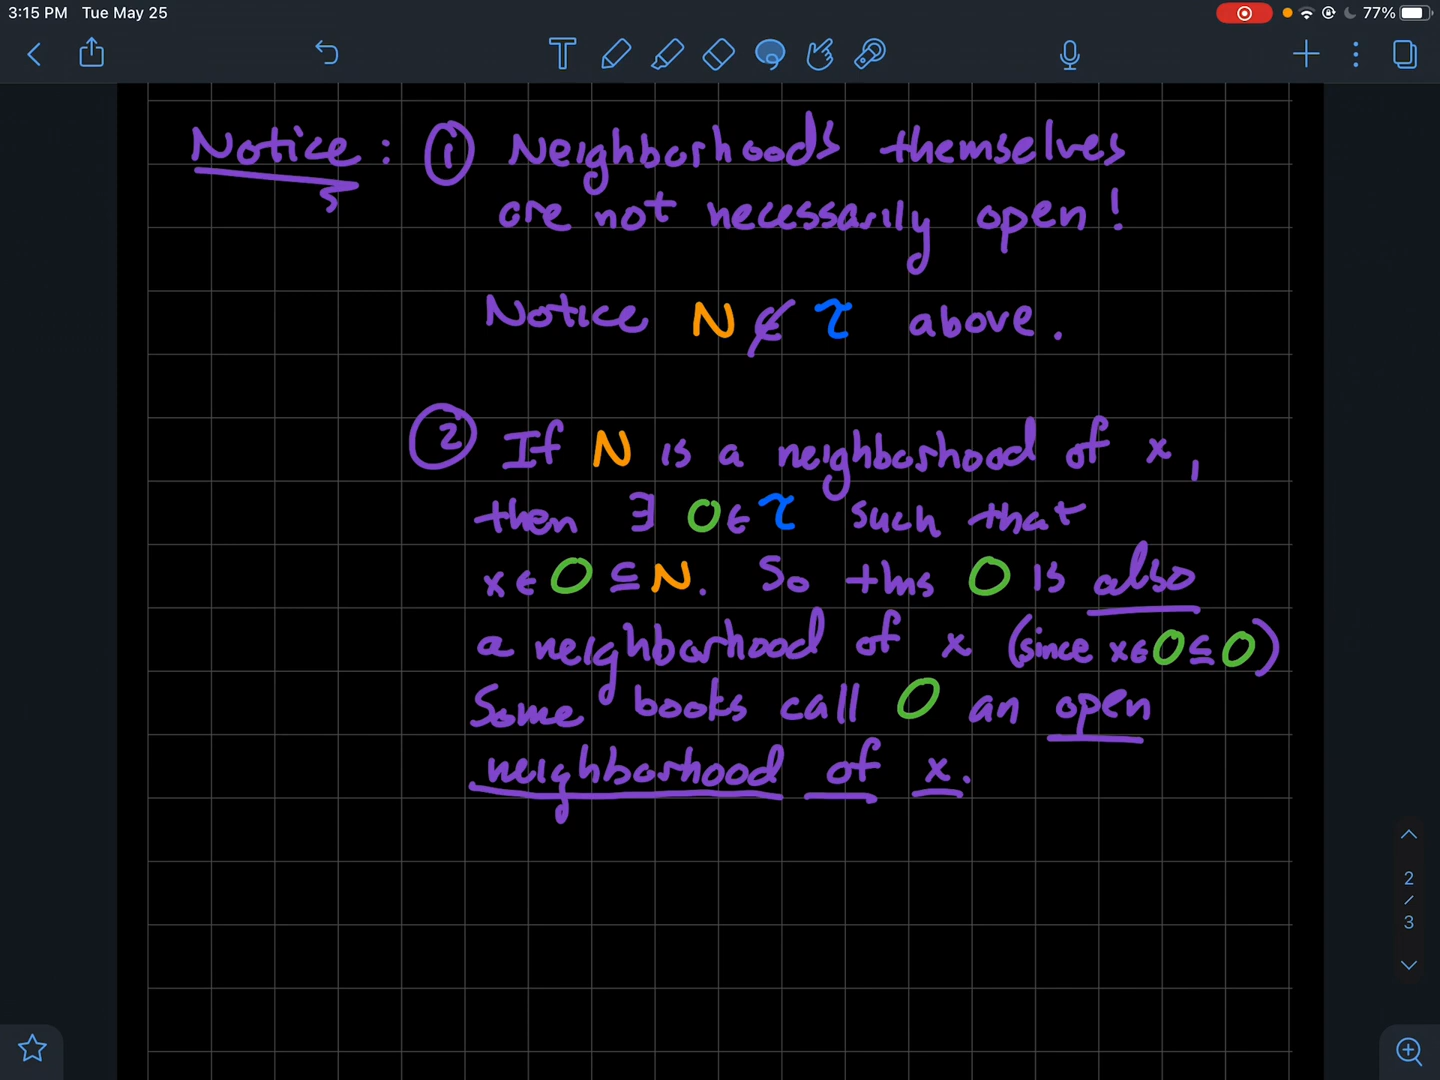 3:15 PM Tue May 25
77%
Notice: ① Neighborhoods themselves
are not necessarily open!
Notice N ∉ τ above.
② If N is a neighborhood of x,
then ∃ O ∈ τ such that
x ∈ O ⊆ N. So this O is also
a neighborhood of x (since x ∈ O ⊆ O)
Some books call O an open
neighborhood of x.
2
/
3